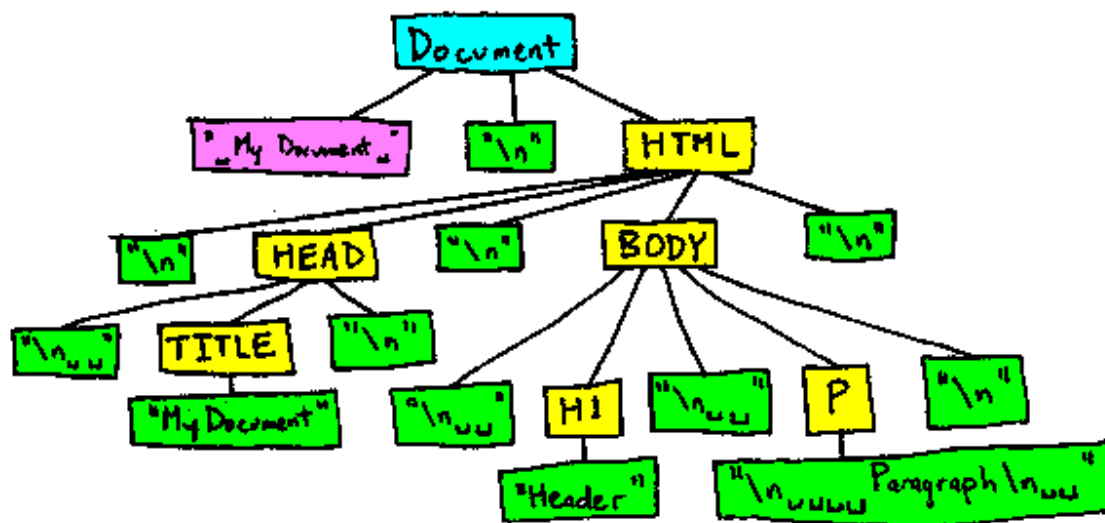 Document
"␣My Document␣"
"\n"
HTML
"\n"
HEAD
"\n"
BODY
"\n"
"\n␣␣"
TITLE
"\n"
"My Document"
"\n␣␣"
H1
"\n␣␣"
P
"\n"
"Header"
"\n␣␣␣␣Paragraph\n␣␣"